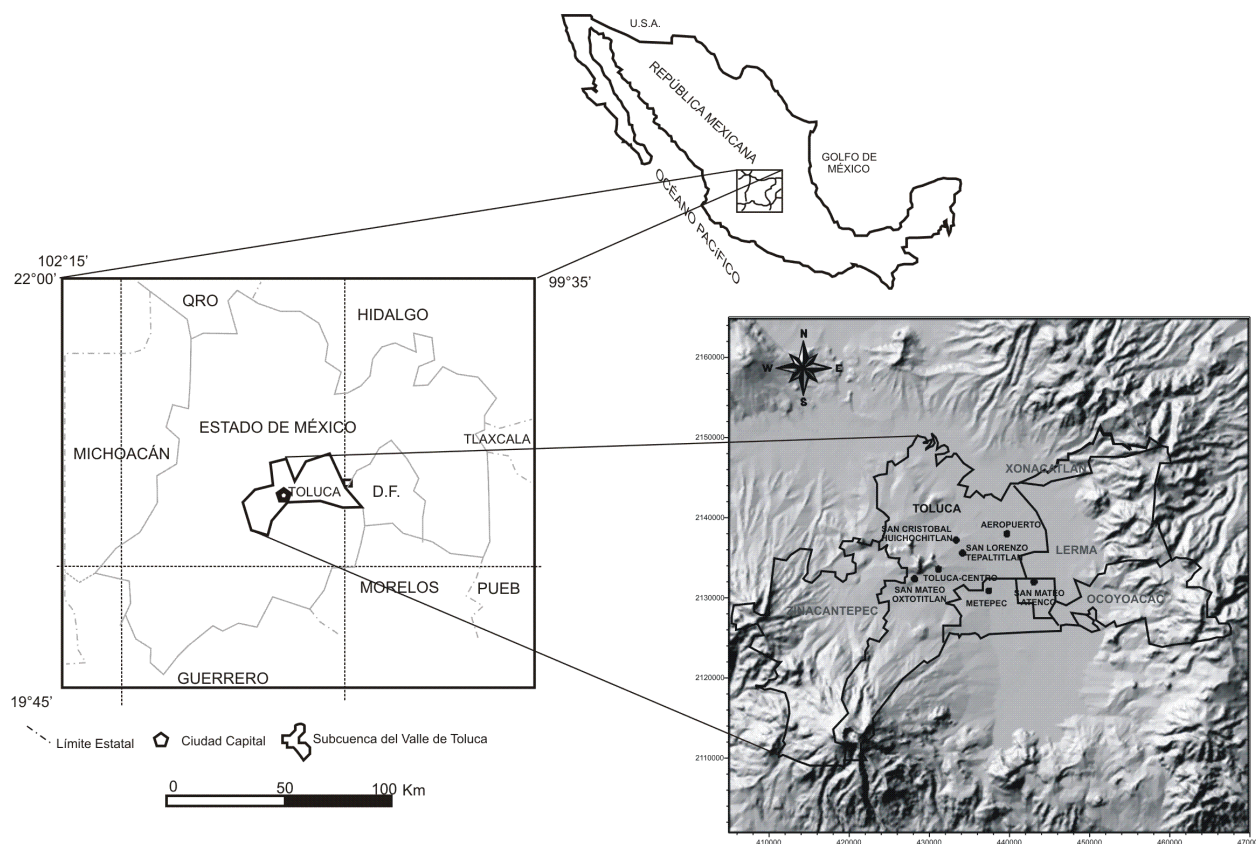 U.S.A.
REPÚBLICA MEXICANA
GOLFO DE
MÉXICO
OCÉANO PACíFICO
102°15'
22°00'
99°35'
QRO
HIDALGO
ESTADO DE MÉXICO
TLAXCALA
MICHOACÁN
TOLUCA
D.F.
MORELOS
PUEB
GUERRERO
19°45'
Límite Estatal
Ciudad Capital
Subcuenca del Valle de Toluca
0
50
100 Km
N
W
E
S
2160000
2150000
2140000
2130000
2120000
2110000
XONACATLAN
TOLUCA
SAN CRISTOBAL
HUICHOCHITLAN
AEROPUERTO
SAN LORENZO
TEPALTITLAN
LERMA
TOLUCA-CENTRO
SAN MATEO
OXTOTITLAN
METEPEC
SAN MATEO
ATENCO
OCOYOACAC
ZINACANTEPEC
410000
420000
430000
440000
450000
460000